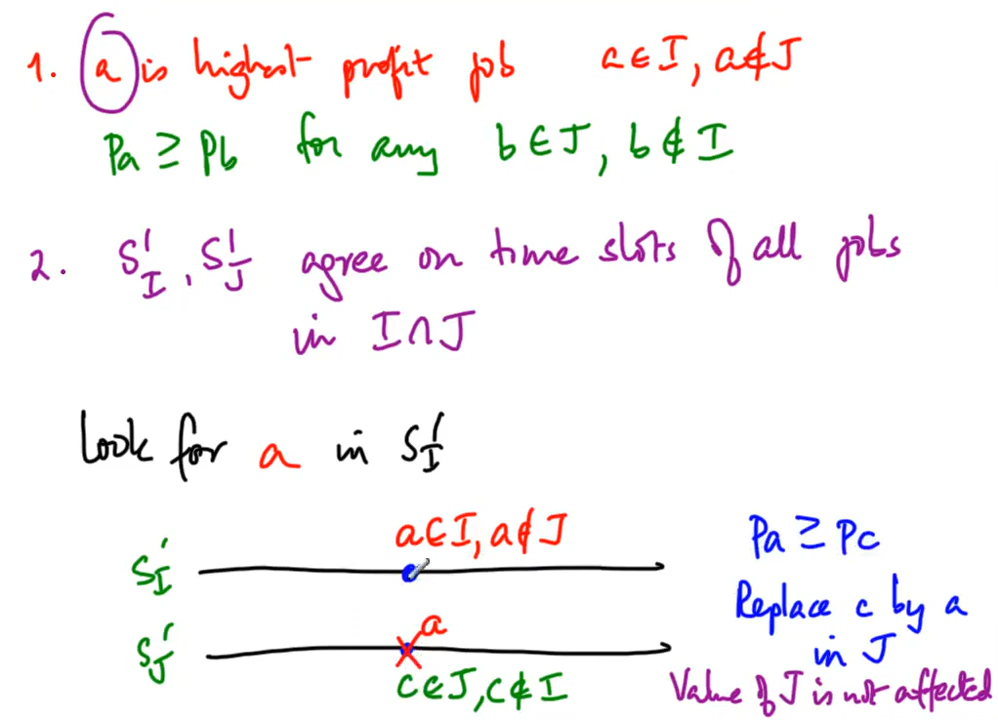 1. a is highest profit job a ∈ I, a ∉ J
Pa ≥ Pb for any b ∈ J, b ∉ I
2. S'I, S'J agree on time slots of all jobs
in I ∩ J
Look for a in S'I
a ∈ I, a ∉ J
Pa ≥ Pc
S'I
Replace c by a
in J
a
S'J
c ∈ J, c ∉ I
Value of J is not affected